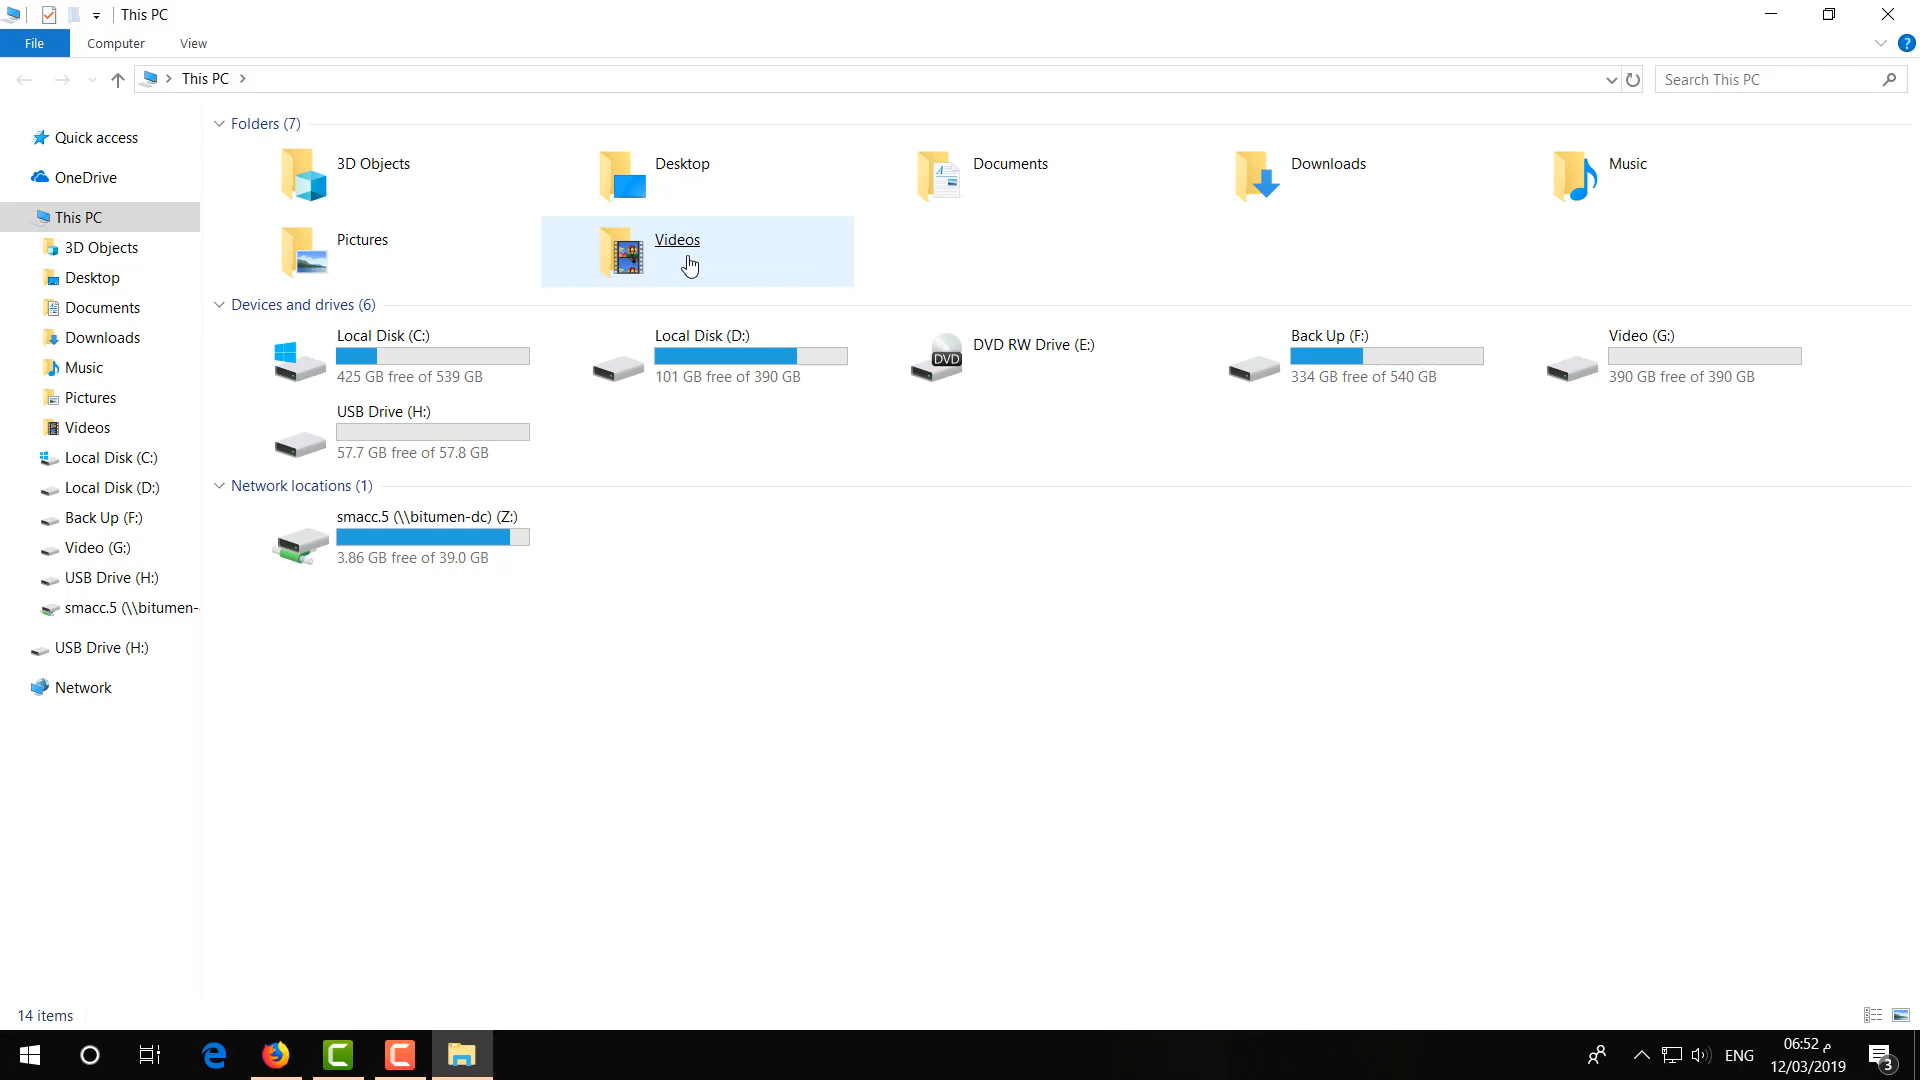 This PC
File
Computer
View
This PC
Search This PC
Quick access
OneDrive
This PC
3D Objects
Desktop
Documents
Downloads
Music
Pictures
Videos
Local Disk (C:)
Local Disk (D:)
Back Up (F:)
Video (G:)
USB Drive (H:)
smacc.5 (\\bitumen-
USB Drive (H:)
Network
Folders (7)
3D Objects
Desktop
Documents
Downloads
Music
Pictures
Videos
Devices and drives (6)
Local Disk (C:)
425 GB free of 539 GB
Local Disk (D:)
101 GB free of 390 GB
DVD
DVD RW Drive (E:)
Back Up (F:)
334 GB free of 540 GB
Video (G:)
390 GB free of 390 GB
USB Drive (H:)
57.7 GB free of 57.8 GB
Network locations (1)
smacc.5 (\\bitumen-dc) (Z:)
3.86 GB free of 39.0 GB
14 items
ENG
06:52 م
12/03/2019
3